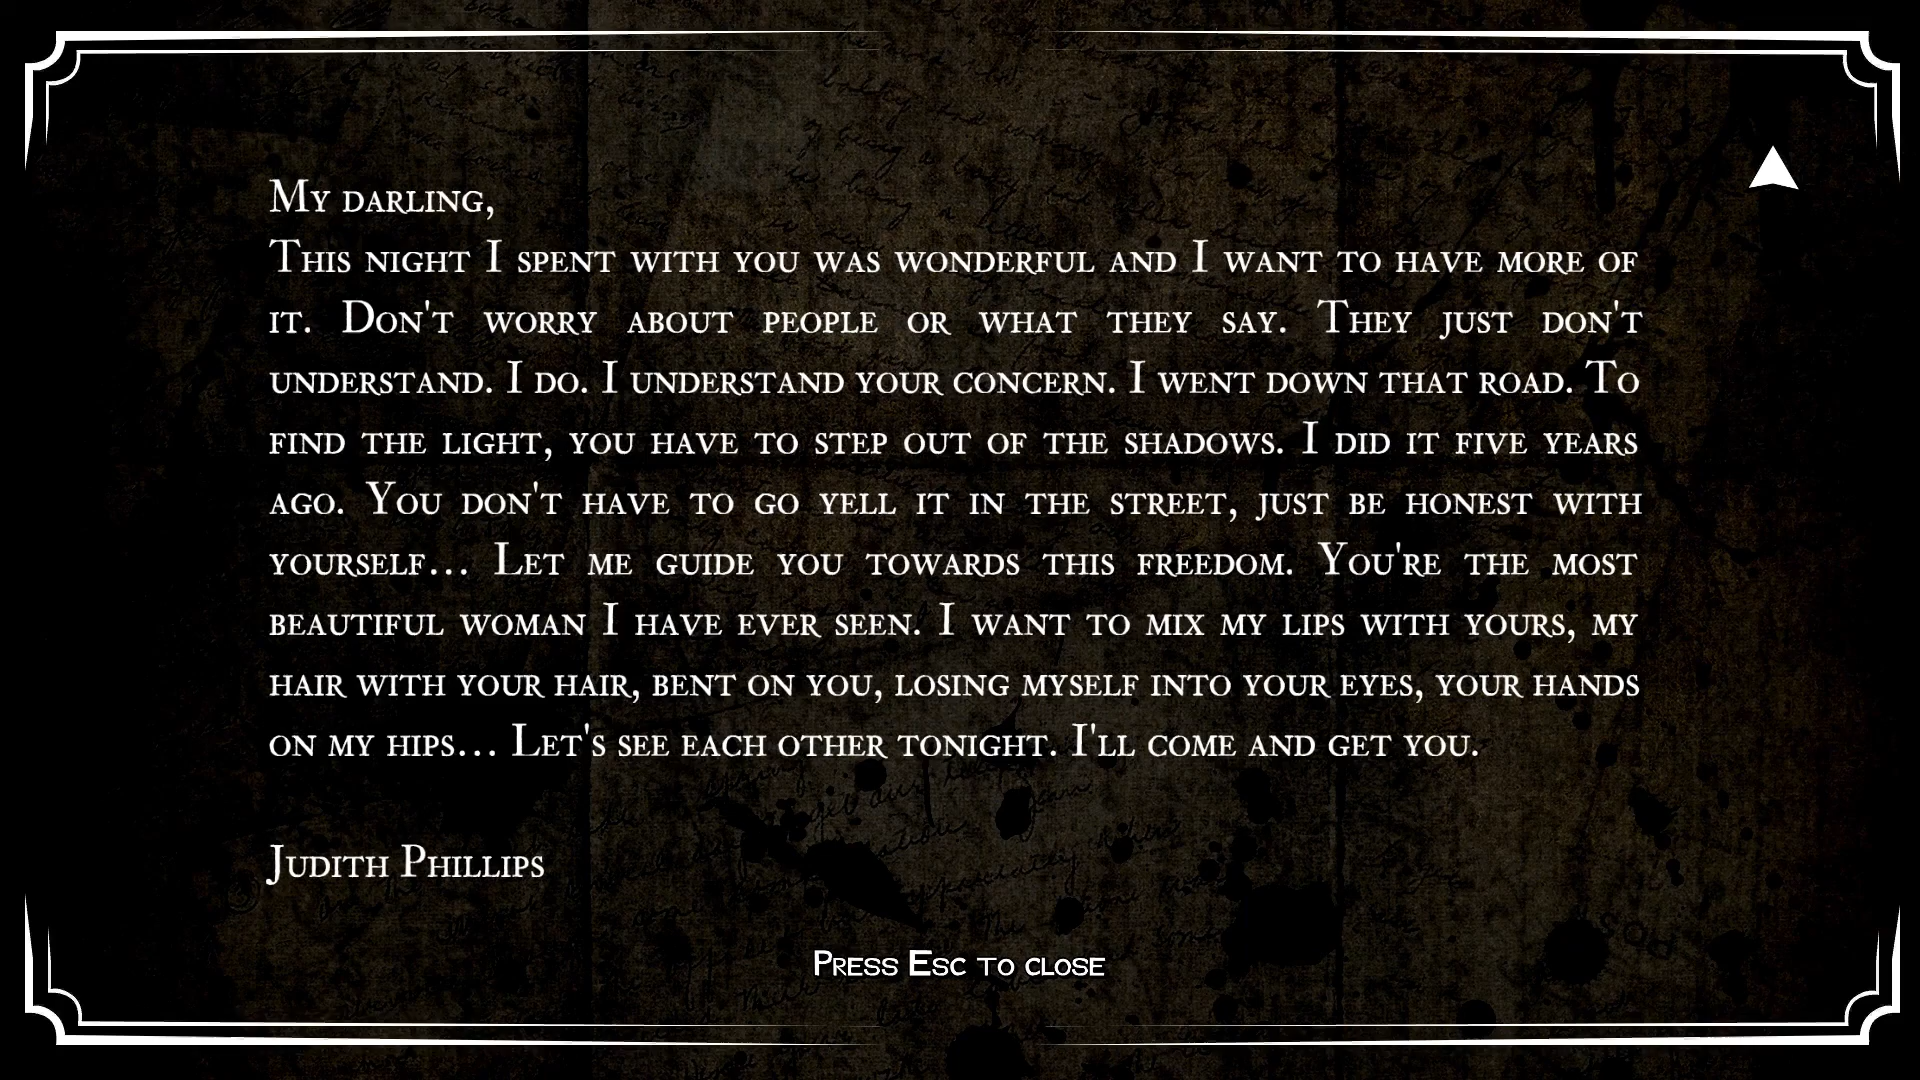 My darling,
This night I spent with you was wonderful and I want to have more of
it. Don't worry about people or what they say. They just don't
understand. I do. I understand your concern. I went down that road. To
find the light, you have to step out of the shadows. I did it five years
ago. You don't have to go yell it in the street, just be honest with
yourself... Let me guide you towards this freedom. You're the most
beautiful woman I have ever seen. I want to mix my lips with yours, my
hair with your hair, bent on you, losing myself into your eyes, your hands
on my hips... Let's see each other tonight. I'll come and get you.
Judith Phillips
Press Esc to close